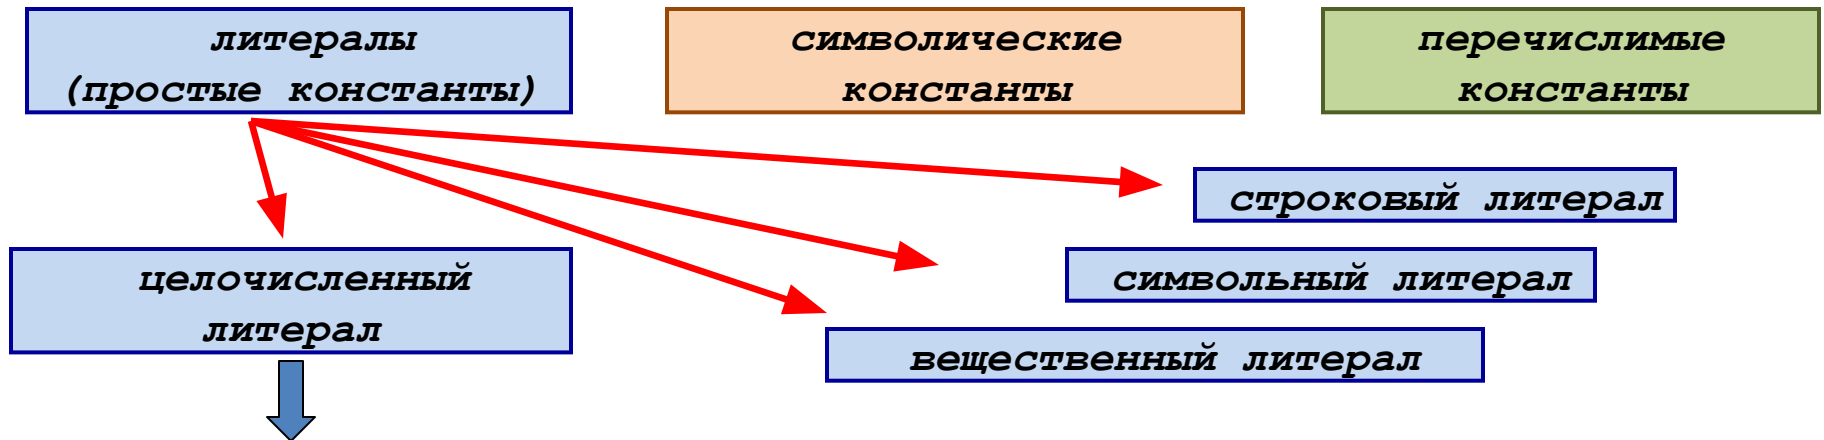 литералы
(простые константы)
символические
константы
перечислимые
константы
строковый литерал
целочисленный
литерал
символьный литерал
вещественный литерал